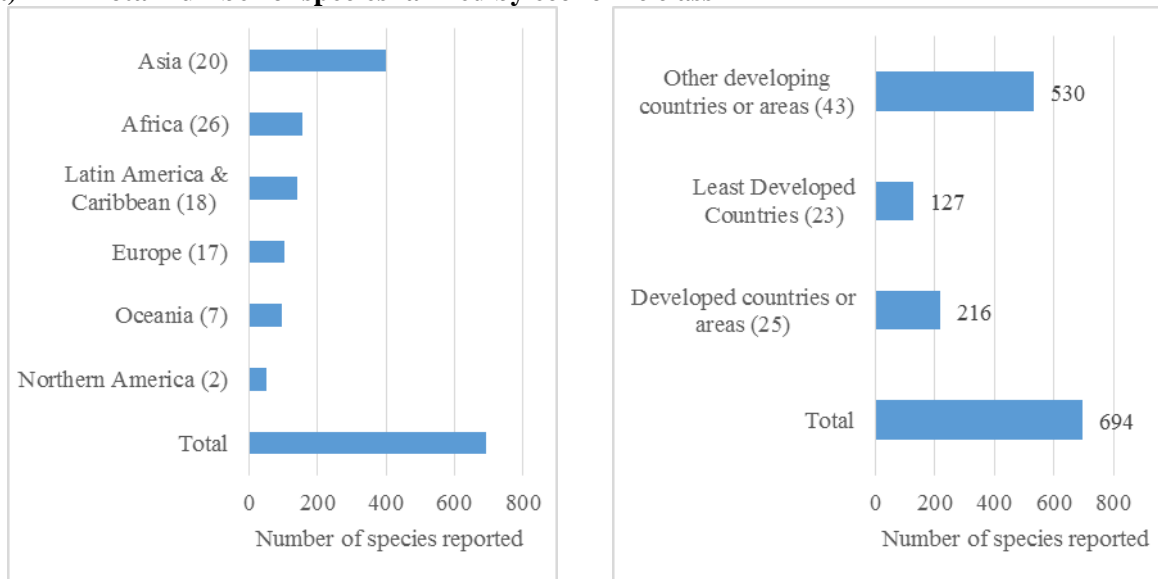 Asia (20)
Africa (26)
Latin America &
Caribbean (18)
Europe (17)
Oceania (7)
Northern America (2)
Total
0 200 400 600 800
Number of species reported
Other developing
countries or areas (43)
530
Least Developed
Countries (23)
127
Developed countries or
areas (25)
216
Total
694
0 200 400 600 800
Number of species reported